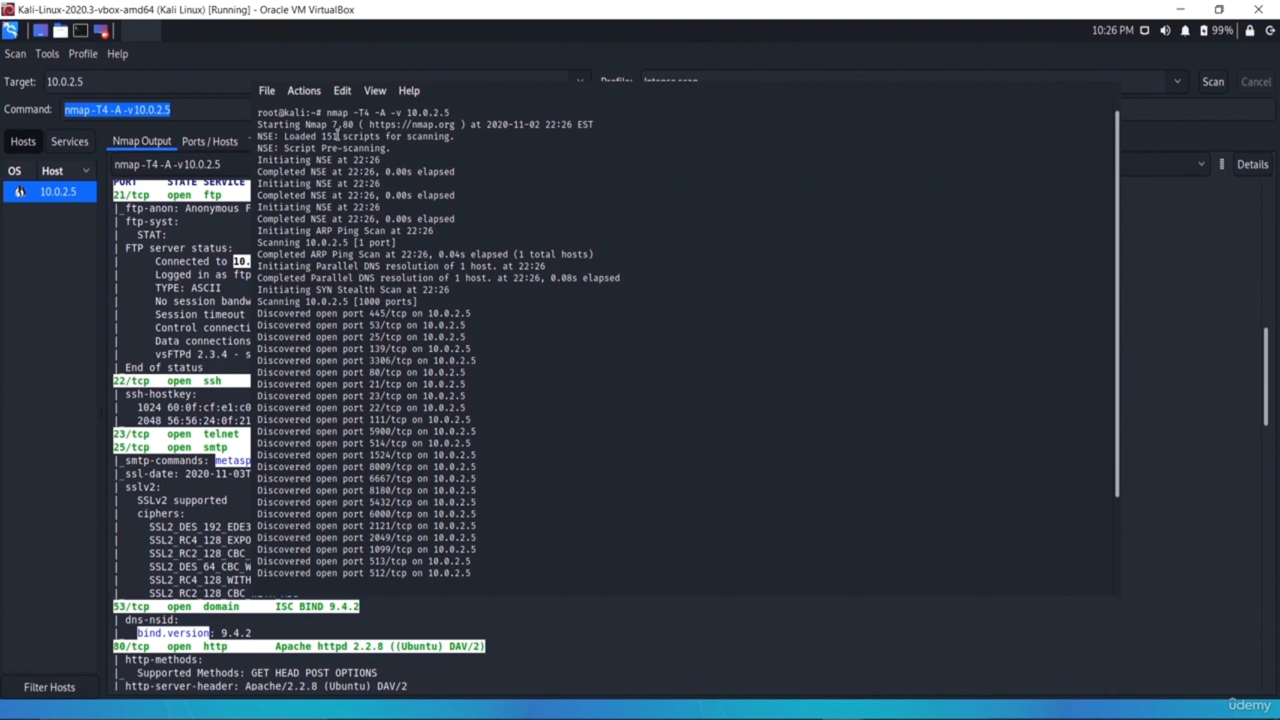 Kali-Linux-2020.3-vbox-amd64 (Kali Linux) [Running] - Oracle VM VirtualBox
10:26 PM
99%
Scan Tools Profile Help
Target: 10.0.2.5
Scan Cancel
Command: nmap -T4 -A -v 10.0.2.5
Hosts Services
Nmap Output Ports / Hosts
OS Host
nmap -T4 -A -v 10.0.2.5
Details
10.0.2.5
PORT STATE SERVICE
21/tcp open ftp
|_ftp-anon: Anonymous F
| ftp-syst:
| STAT:
| FTP server status:
| Connected to 10.
| Logged in as ftp
| TYPE: ASCII
| No session bandw
| Session timeout
| Control connecti
| Data connections
| vsFTPd 2.3.4 - s
|_End of status
22/tcp open ssh
| ssh-hostkey:
| 1024 60:0f:cf:e1:c0
|_ 2048 56:56:24:0f:21
23/tcp open telnet
25/tcp open smtp
|_smtp-commands: metasp
|_ssl-date: 2020-11-03T
| sslv2:
| SSLv2 supported
| ciphers:
| SSL2_DES_192_EDE3
| SSL2_RC4_128_EXPO
| SSL2_RC2_128_CBC_
| SSL2_DES_64_CBC_W
| SSL2_RC4_128_WITH
| SSL2_RC2_128_CBC_
53/tcp open domain ISC BIND 9.4.2
| dns-nsid:
|_ bind.version: 9.4.2
80/tcp open http Apache httpd 2.2.8 ((Ubuntu) DAV/2)
| http-methods:
|_ Supported Methods: GET HEAD POST OPTIONS
|_http-server-header: Apache/2.2.8 (Ubuntu) DAV/2
Filter Hosts
File Actions Edit View Help
root@kali:~# nmap -T4 -A -v 10.0.2.5
Starting Nmap 7.80 ( https://nmap.org ) at 2020-11-02 22:26 EST
NSE: Loaded 151 scripts for scanning.
NSE: Script Pre-scanning.
Initiating NSE at 22:26
Completed NSE at 22:26, 0.00s elapsed
Initiating NSE at 22:26
Completed NSE at 22:26, 0.00s elapsed
Initiating NSE at 22:26
Completed NSE at 22:26, 0.00s elapsed
Initiating ARP Ping Scan at 22:26
Scanning 10.0.2.5 [1 port]
Completed ARP Ping Scan at 22:26, 0.04s elapsed (1 total hosts)
Initiating Parallel DNS resolution of 1 host. at 22:26
Completed Parallel DNS resolution of 1 host. at 22:26, 0.08s elapsed
Initiating SYN Stealth Scan at 22:26
Scanning 10.0.2.5 [1000 ports]
Discovered open port 445/tcp on 10.0.2.5
Discovered open port 53/tcp on 10.0.2.5
Discovered open port 25/tcp on 10.0.2.5
Discovered open port 139/tcp on 10.0.2.5
Discovered open port 3306/tcp on 10.0.2.5
Discovered open port 80/tcp on 10.0.2.5
Discovered open port 21/tcp on 10.0.2.5
Discovered open port 23/tcp on 10.0.2.5
Discovered open port 22/tcp on 10.0.2.5
Discovered open port 111/tcp on 10.0.2.5
Discovered open port 5900/tcp on 10.0.2.5
Discovered open port 514/tcp on 10.0.2.5
Discovered open port 1524/tcp on 10.0.2.5
Discovered open port 8009/tcp on 10.0.2.5
Discovered open port 6667/tcp on 10.0.2.5
Discovered open port 8180/tcp on 10.0.2.5
Discovered open port 5432/tcp on 10.0.2.5
Discovered open port 6000/tcp on 10.0.2.5
Discovered open port 2121/tcp on 10.0.2.5
Discovered open port 2049/tcp on 10.0.2.5
Discovered open port 1099/tcp on 10.0.2.5
Discovered open port 513/tcp on 10.0.2.5
Discovered open port 512/tcp on 10.0.2.5
ûdemy